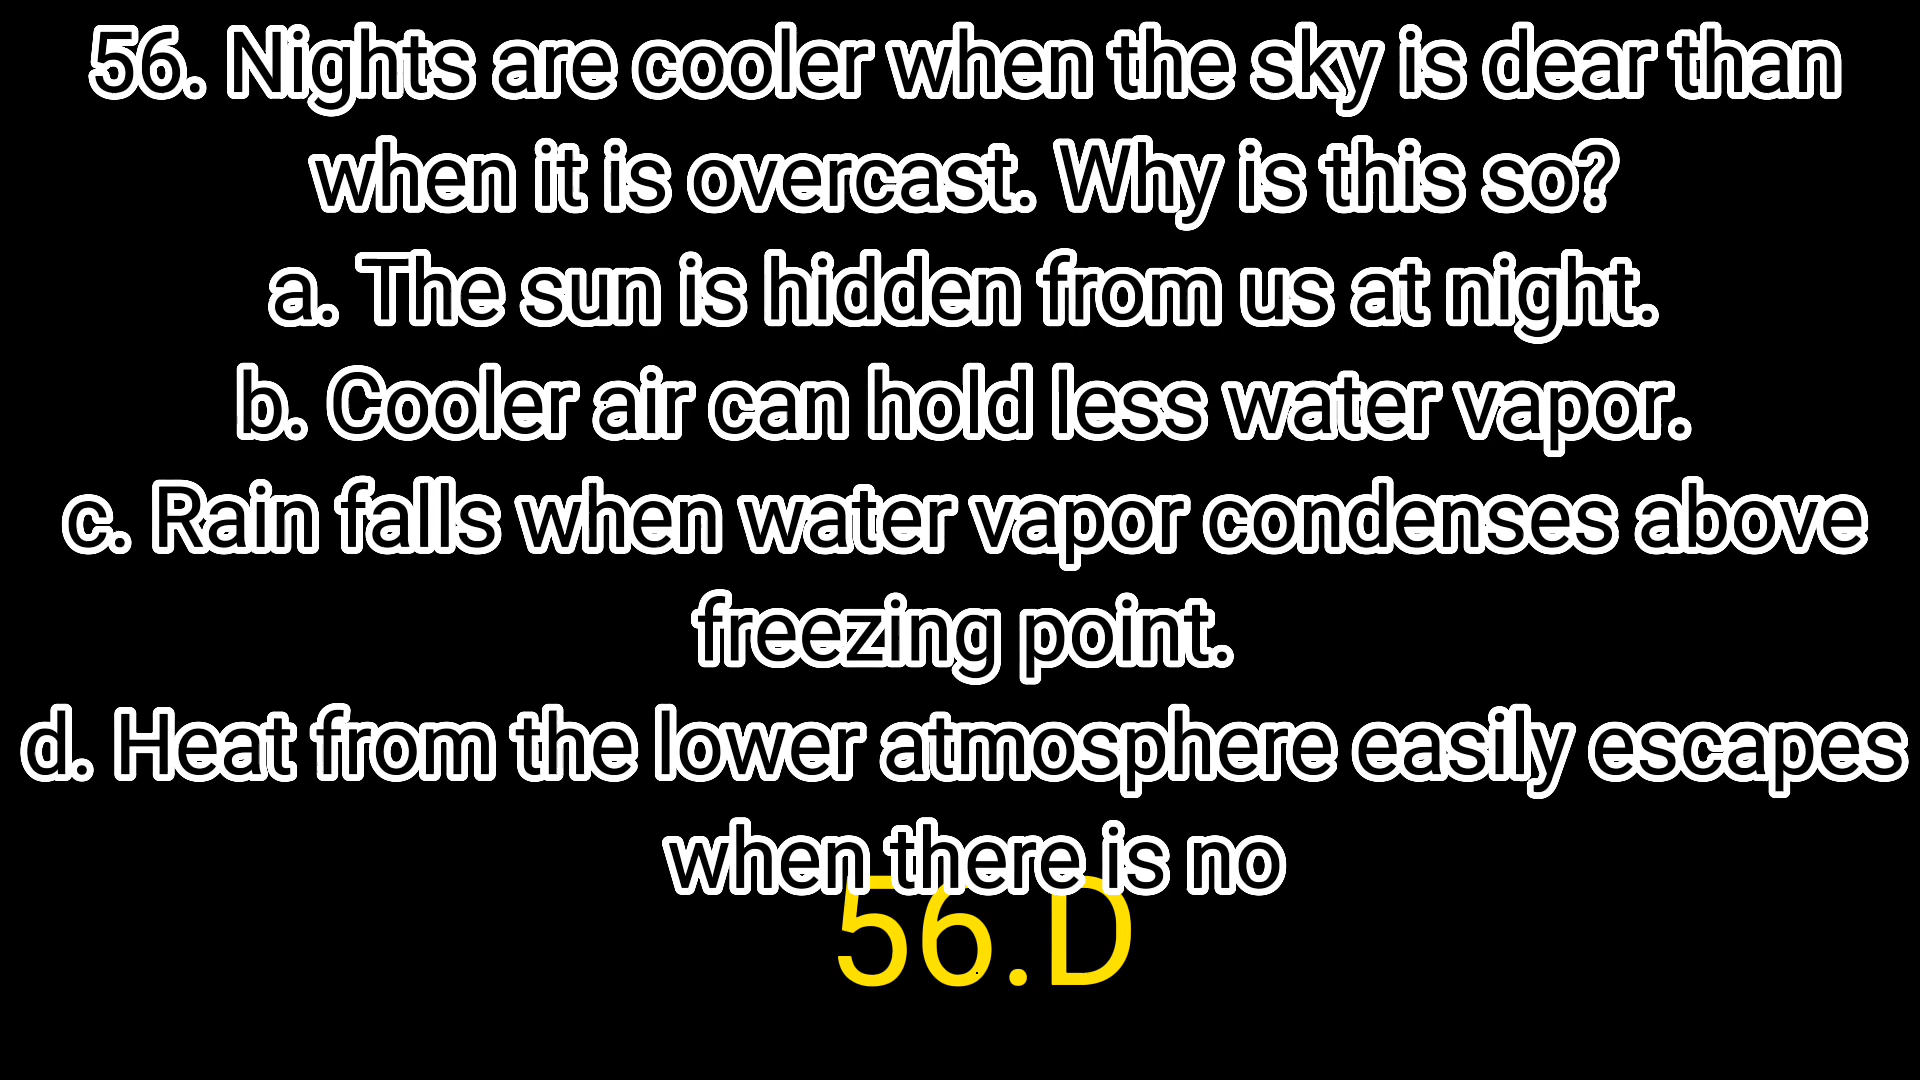 56. Nights are cooler when the sky is dear than
when it is overcast. Why is this so?
a. The sun is hidden from us at night.
b. Cooler air can hold less water vapor.
c. Rain falls when water vapor condenses above
freezing point.
d. Heat from the lower atmosphere easily escapes
when there is no
56.D